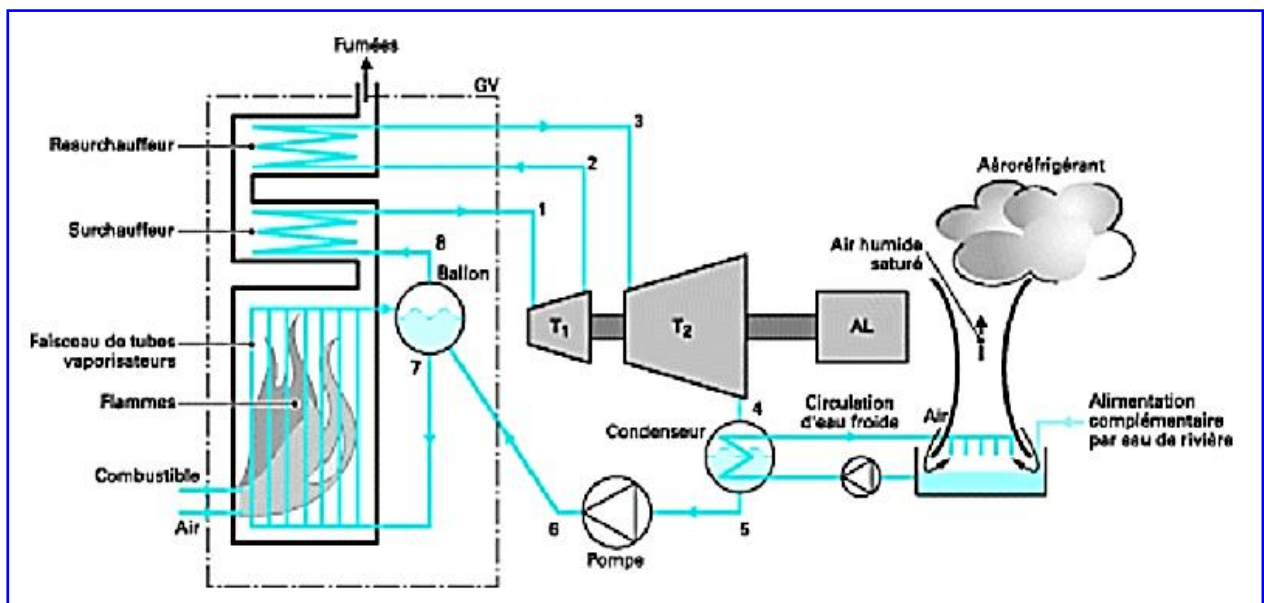 Fumées
GV
Resurchauffeur
3
2
Surchauffeur
1
8
Ballon
Faisceau de tubes
vaporisateurs
7
Flammes
Combustible
Air
T1
T2
AL
4
Condenseur
Circulation
d'eau froide
5
6
Pompe
Aéroréfrigérant
Air humide
saturé
Air
Alimentation
complémentaire
par eau de rivière